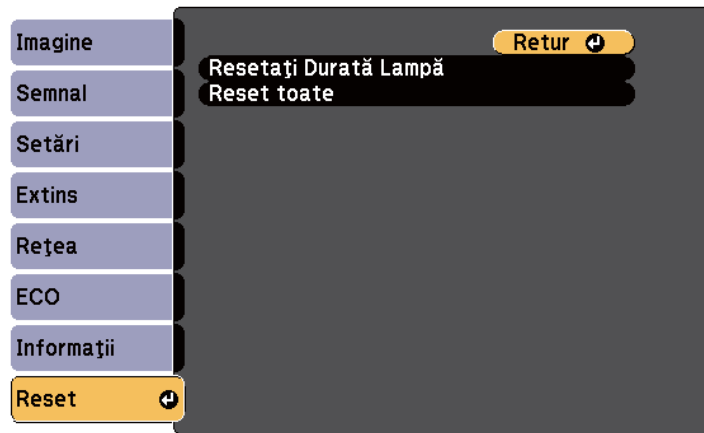 Imagine
Semnal
Setări
Extins
Reţea
ECO
Informaţii
Reset
Retur
Resetaţi Durată Lampă
Reset toate